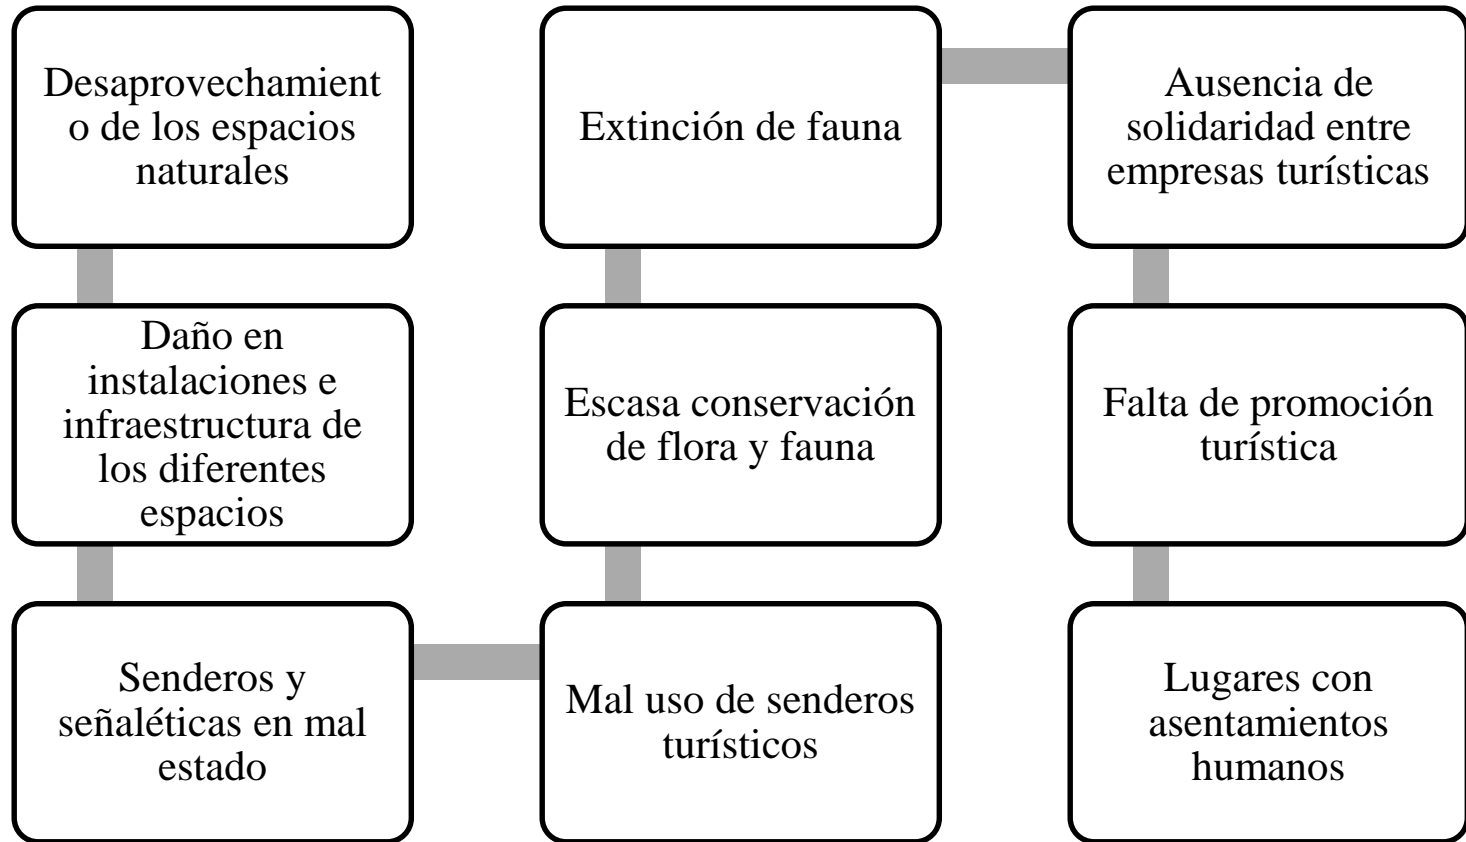 Desaprovechamient
o de los espacios
naturales
Daño en
instalaciones e
infraestructura de
los diferentes
espacios
Senderos y
señaléticas en mal
estado
Mal uso de senderos
turísticos
Escasa conservación
de flora y fauna
Extinción de fauna
Ausencia de
solidaridad entre
empresas turísticas
Falta de promoción
turística
Lugares con
asentamientos
humanos